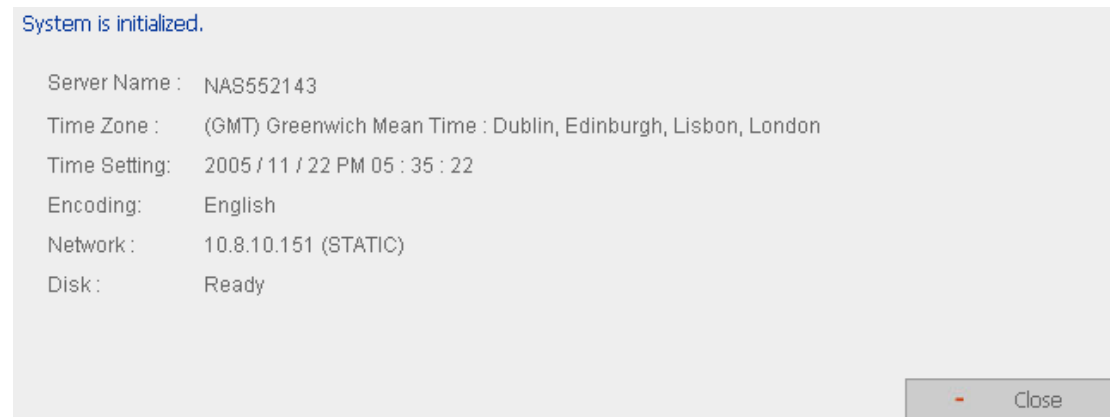 System is initialized.
Server Name : NAS552143
Time Zone : (GMT) Greenwich Mean Time : Dublin, Edinburgh, Lisbon, London
Time Setting: 2005 / 11 / 22 PM 05 : 35 : 22
Encoding: English
Network : 10.8.10.151 (STATIC)
Disk : Ready
- Close